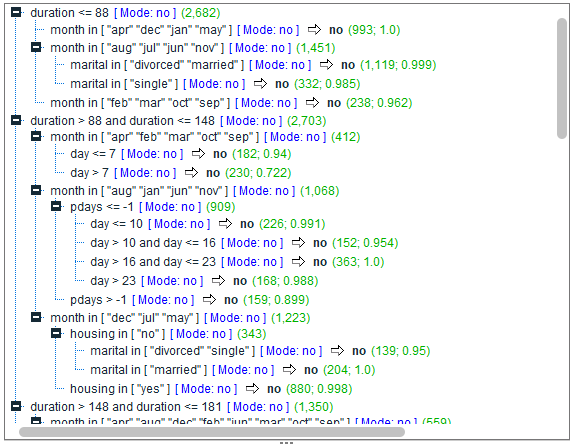 duration <= 88 [ Mode: no ] (2,682)
month in [ "apr" "dec" "jan" "may" ] [ Mode: no ] ⇨ no (993; 1.0)
month in [ "aug" "jul" "jun" "nov" ] [ Mode: no ] (1,451)
marital in [ "divorced" "married" ] [ Mode: no ] ⇨ no (1,119; 0.999)
marital in [ "single" ] [ Mode: no ] ⇨ no (332; 0.985)
month in [ "feb" "mar" "oct" "sep" ] [ Mode: no ] ⇨ no (238; 0.962)
duration > 88 and duration <= 148 [ Mode: no ] (2,703)
month in [ "apr" "feb" "mar" "oct" "sep" ] [ Mode: no ] (412)
day <= 7 [ Mode: no ] ⇨ no (182; 0.94)
day > 7 [ Mode: no ] ⇨ no (230; 0.722)
month in [ "aug" "jan" "jun" "nov" ] [ Mode: no ] (1,068)
pdays <= -1 [ Mode: no ] (909)
day <= 10 [ Mode: no ] ⇨ no (226; 0.991)
day > 10 and day <= 16 [ Mode: no ] ⇨ no (152; 0.954)
day > 16 and day <= 23 [ Mode: no ] ⇨ no (363; 1.0)
day > 23 [ Mode: no ] ⇨ no (168; 0.988)
pdays > -1 [ Mode: no ] ⇨ no (159; 0.899)
month in [ "dec" "jul" "may" ] [ Mode: no ] (1,223)
housing in [ "no" ] [ Mode: no ] (343)
marital in [ "divorced" "single" ] [ Mode: no ] ⇨ no (139; 0.95)
marital in [ "married" ] [ Mode: no ] ⇨ no (204; 1.0)
housing in [ "yes" ] [ Mode: no ] ⇨ no (880; 0.998)
duration > 148 and duration <= 181 [ Mode: no ] (1,350)
month in [ "apr" "aug" "dec" "feb" "jun" "mar" "oct" "sep" ] [ Mode: no ] (559)